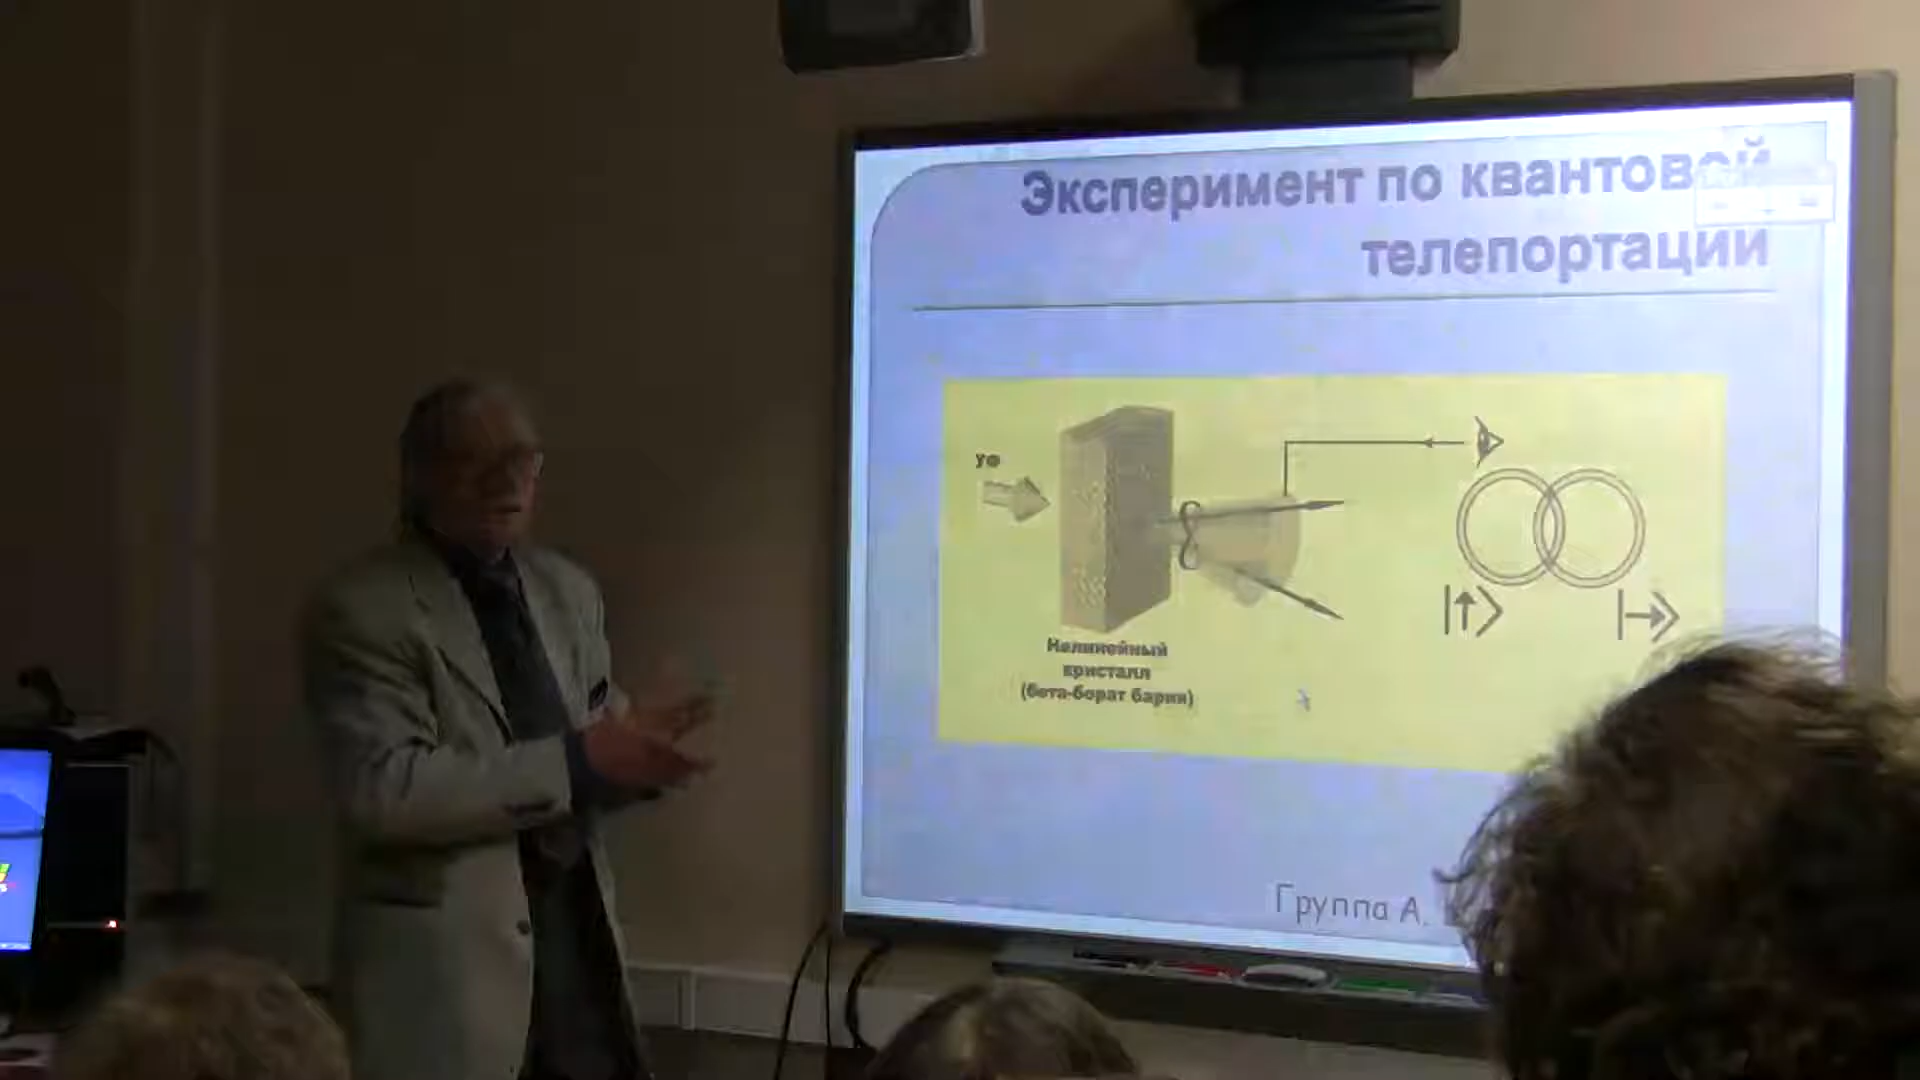 Эксперимент по квантовой
телепортации
УФ
|↑⟩
|→⟩
Нелинейный
кристалл
(бета-борат бария)
Группа А.